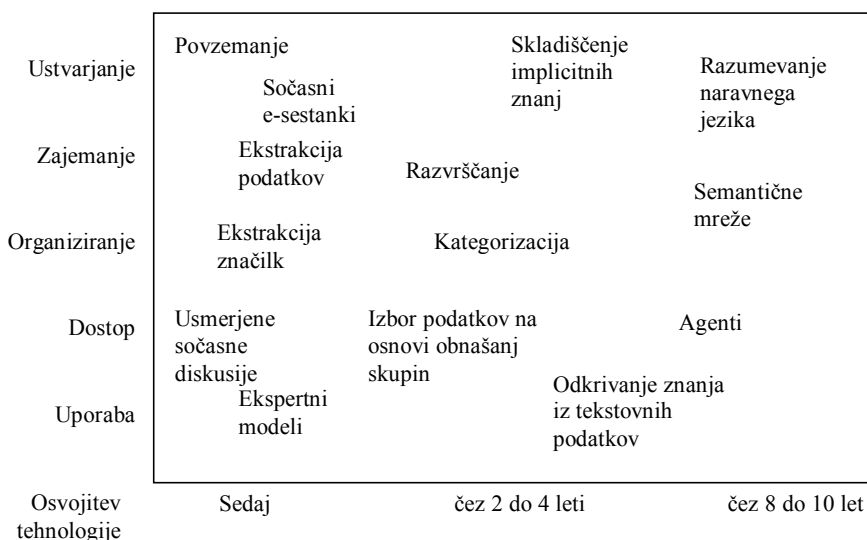 Ustvarjanje
Povzemanje
Skladiščenje
implicitnih
znanj
Razumevanje
naravnega
jezika
Sočasni
e-sestanki
Zajemanje
Ekstrakcija
podatkov
Razvrščanje
Semantične
mreže
Organiziranje
Ekstrakcija
značilk
Kategorizacija
Dostop
Usmerjene
sočasne
diskusije
Izbor podatkov na
osnovi obnašanj
skupin
Agenti
Uporaba
Ekspertni
modeli
Odkrivanje znanja
iz tekstovnih
podatkov
Osvojitev
tehnologije
Sedaj
čez 2 do 4 leti
čez 8 do 10 let